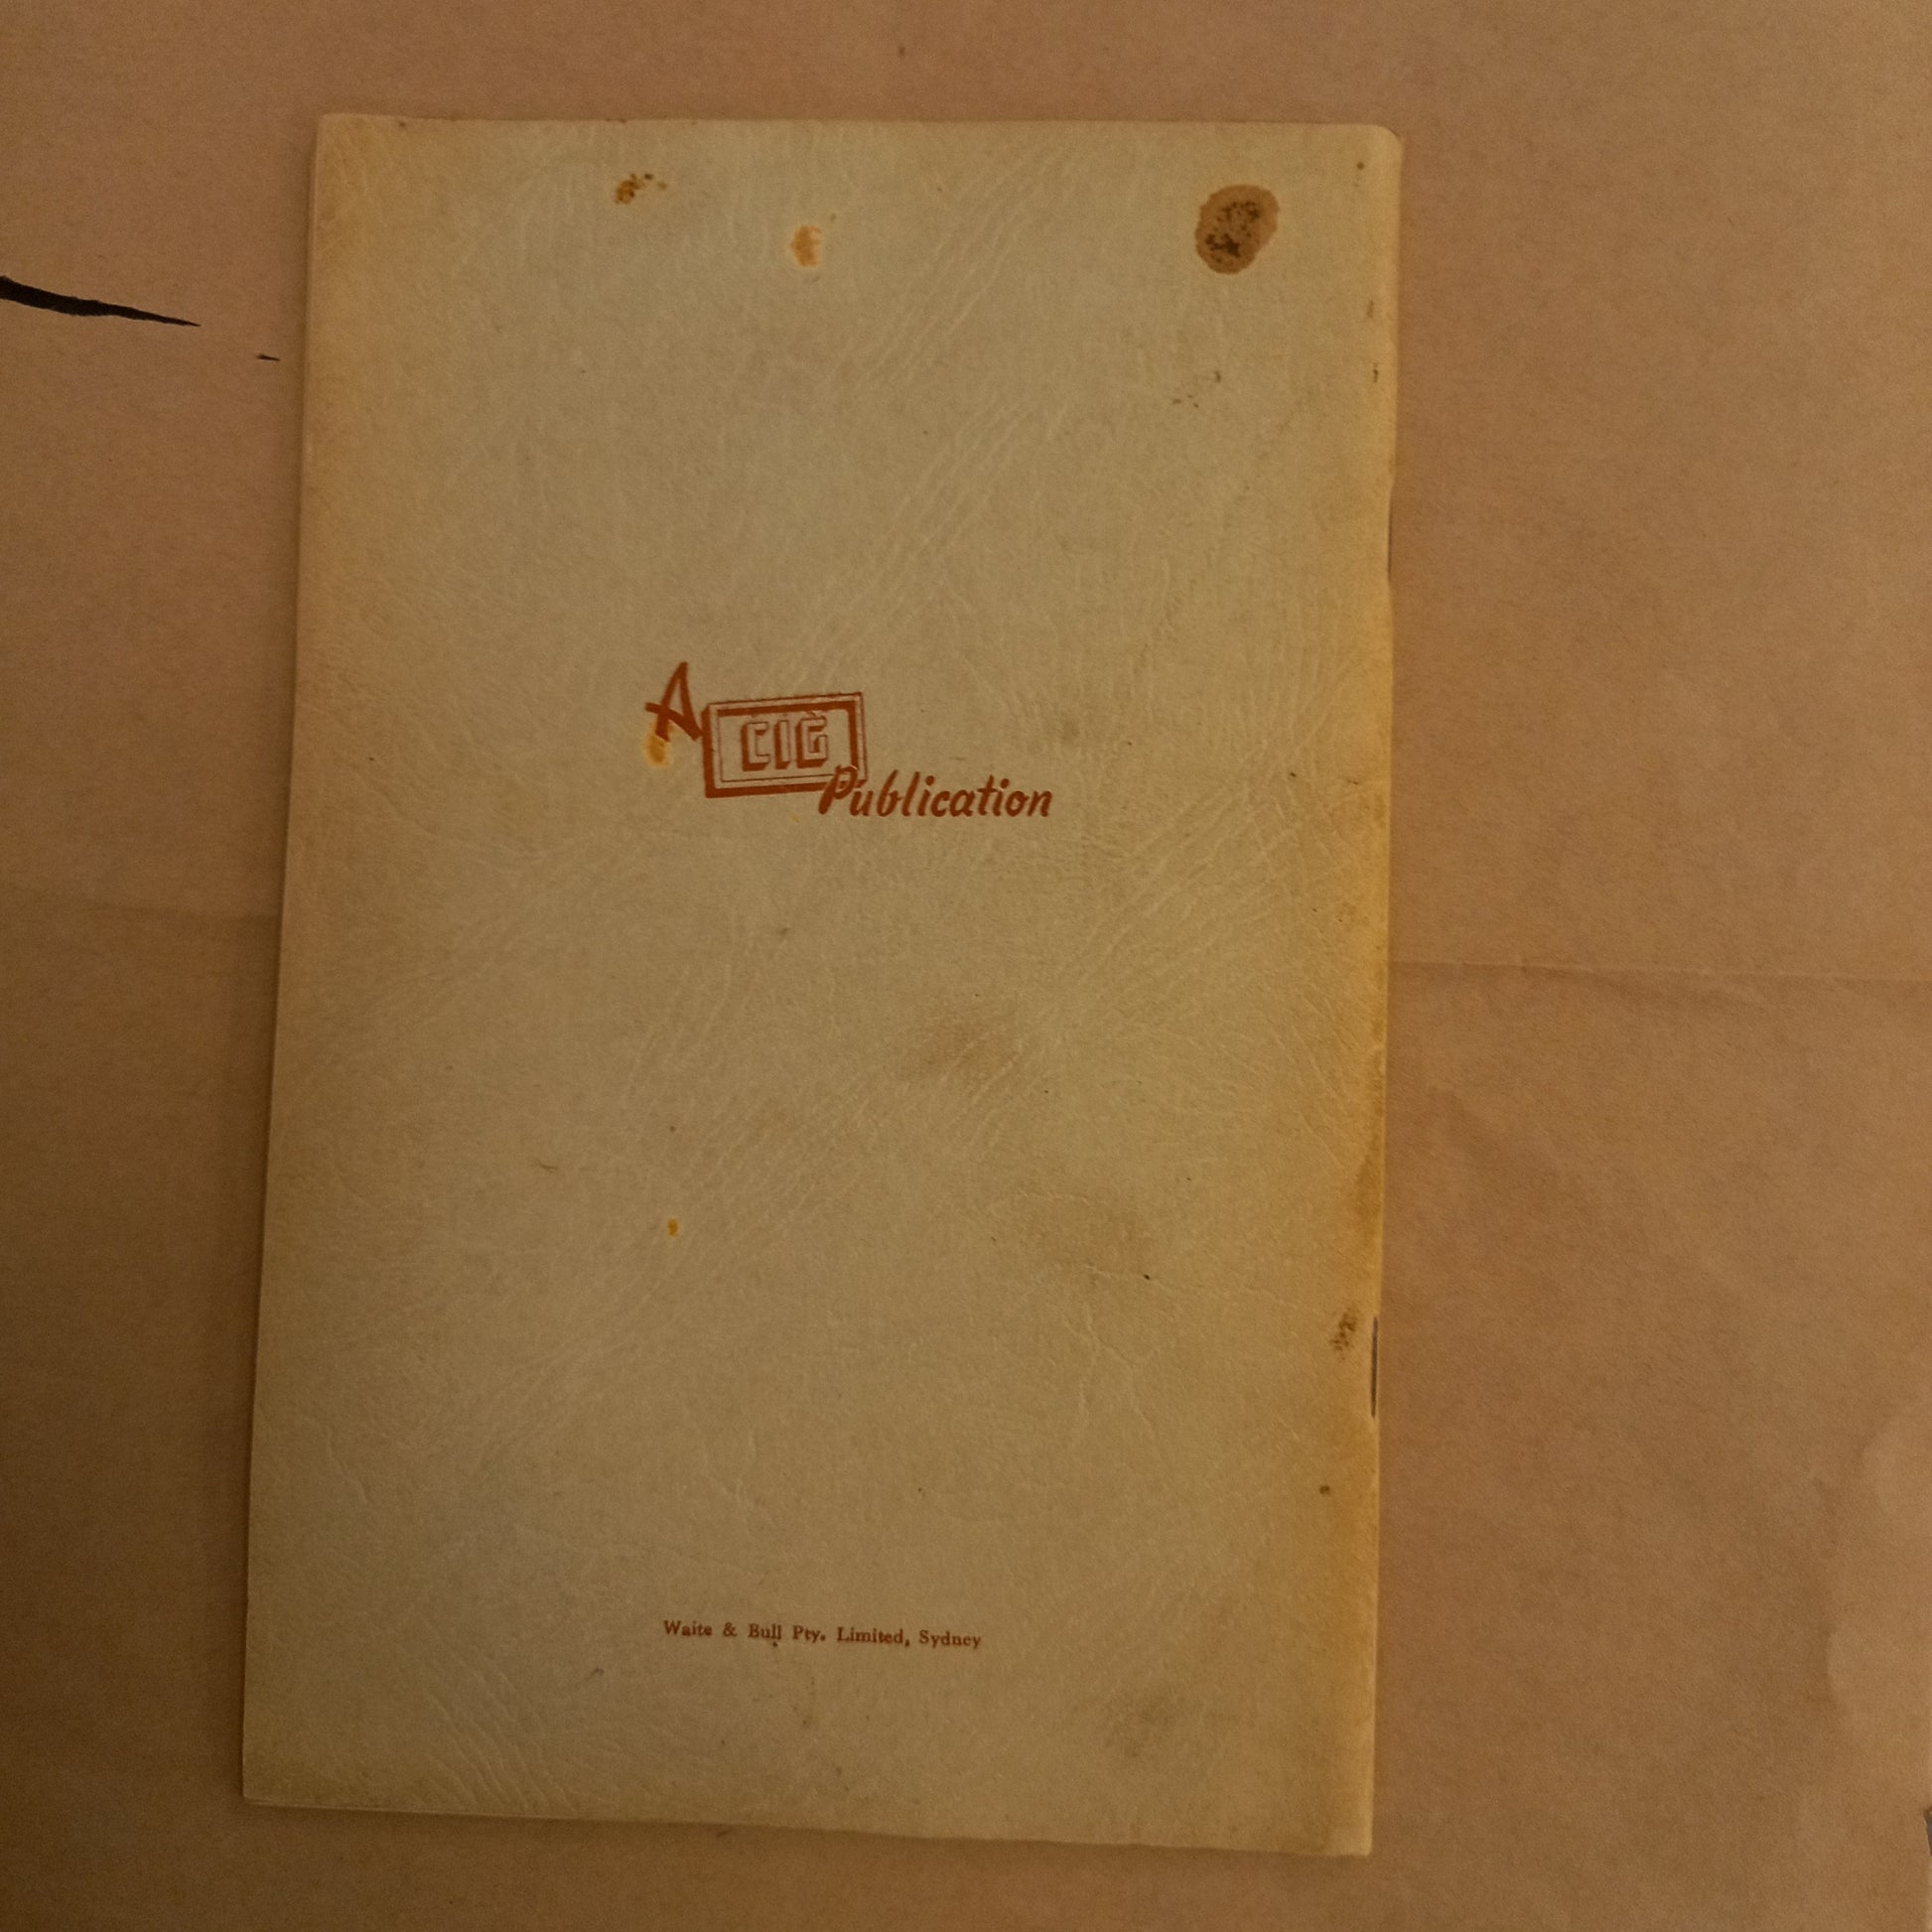 A CIG
Publication
Waite & Bull Pty. Limited, Sydney